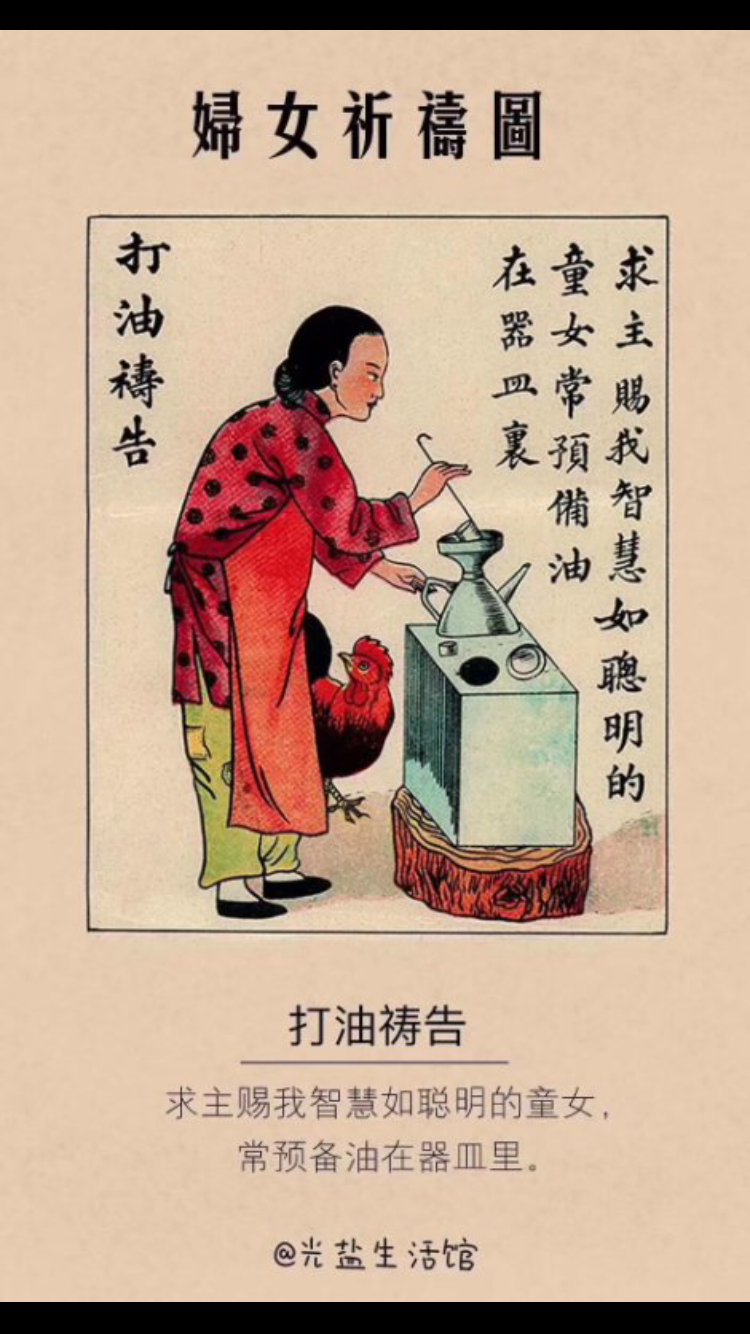 婦女祈禱圖
求主賜我智慧如聰明的
童女常預備油
在器皿裏
打油禱告
打油祷告
求主赐我智慧如聪明的童女，
常预备油在器皿里。
@光盐生活馆